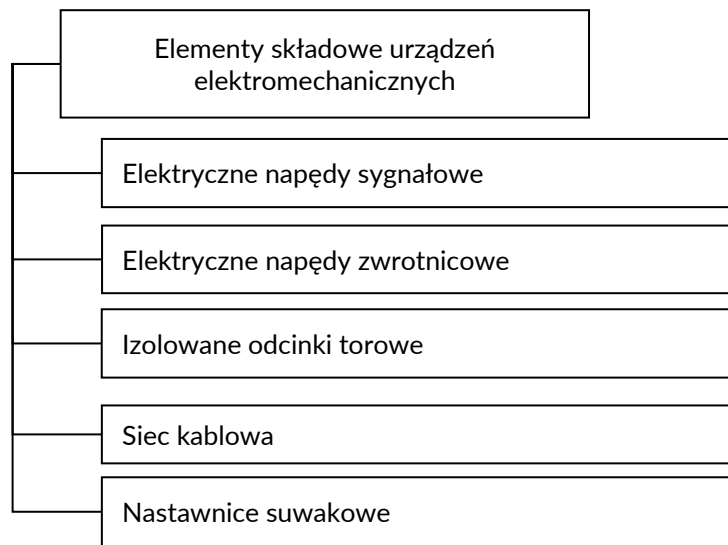 Elementy składowe urządzeń
elektromechanicznych
Elektryczne napędy sygnałowe
Elektryczne napędy zwrotnicowe
Izolowane odcinki torowe
Siec kablowa
Nastawnice suwakowe